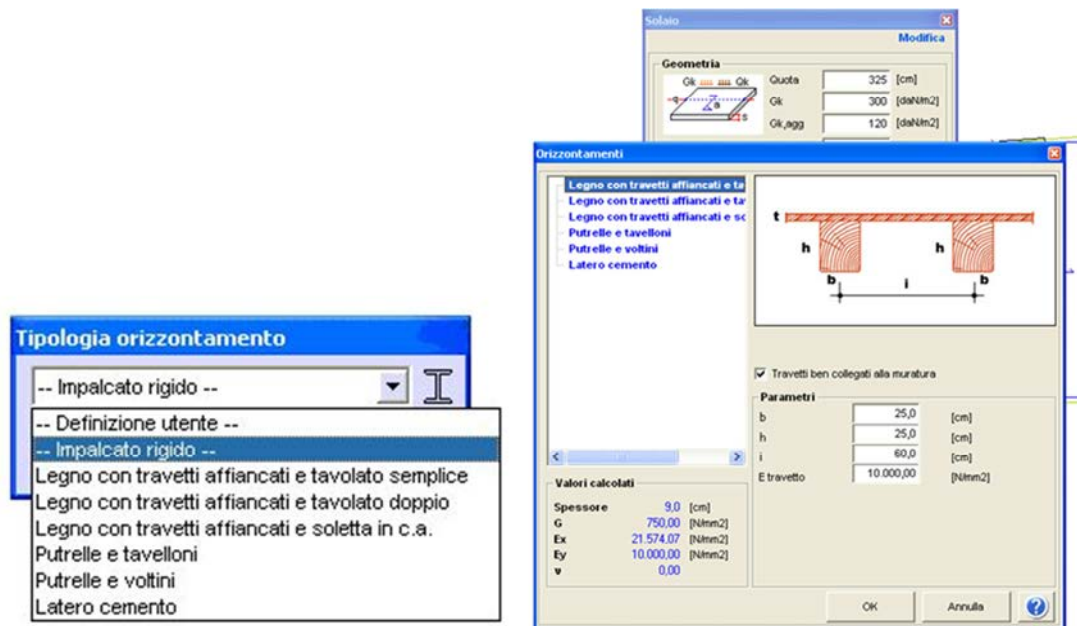 Tipologia orizzontamento
-- Impalcato rigido --
-- Definizione utente --
-- Impalcato rigido --
Legno con travetti affiancati e tavolato semplice
Legno con travetti affiancati e tavolato doppio
Legno con travetti affiancati e soletta in c.a.
Putrelle e tavelloni
Putrelle e voltini
Latero cemento
Solaio
Modifica
Geometria
Gk Qk
a
s
Quota 325 [cm]
Gk 300 [daN/m2]
Gk,agg 120 [daN/m2]
Orizzontamenti
Legno con travetti affiancati e ta
Legno con travetti affiancati e ta
Legno con travetti affiancati e so
Putrelle e tavelloni
Putrelle e voltini
Latero cemento
t
h h
b i b
Travetti ben collegati alla muratura
Parametri
b 25,0 [cm]
h 25,0 [cm]
i 60,0 [cm]
E travetto 10.000,00 [N/mm2]
Valori calcolati
Spessore 9,0 [cm]
G 750,00 [N/mm2]
Ex 21.574,07 [N/mm2]
Ey 10.000,00 [N/mm2]
ν 0,00
OK Annulla ?